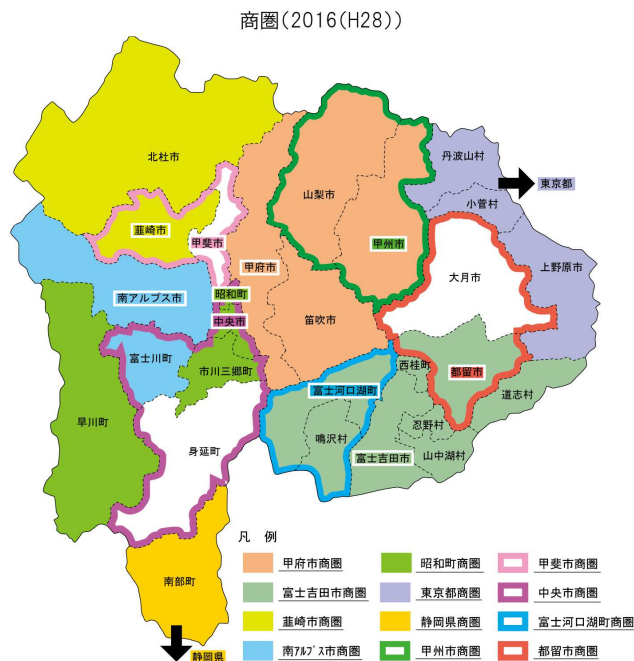 商圏(2016(H28))
北杜市
丹波山村
東京都
山梨市
小菅村
韮崎市
甲斐市
甲州市
甲府市
大月市
上野原市
南アルプス市
昭和町
中央市
笛吹市
富士川町
市川三郷町
西桂町
都留市
富士河口湖町
道志村
早川町
忍野村
鳴沢村
身延町
富士吉田市
山中湖村
凡 例
甲府市商圏
昭和町商圏
甲斐市商圏
南部町
富士吉田市商圏
東京都商圏
中央市商圏
韮崎市商圏
静岡県商圏
富士河口湖町商圏
静岡県
南アルプス市商圏
甲州市商圏
都留市商圏